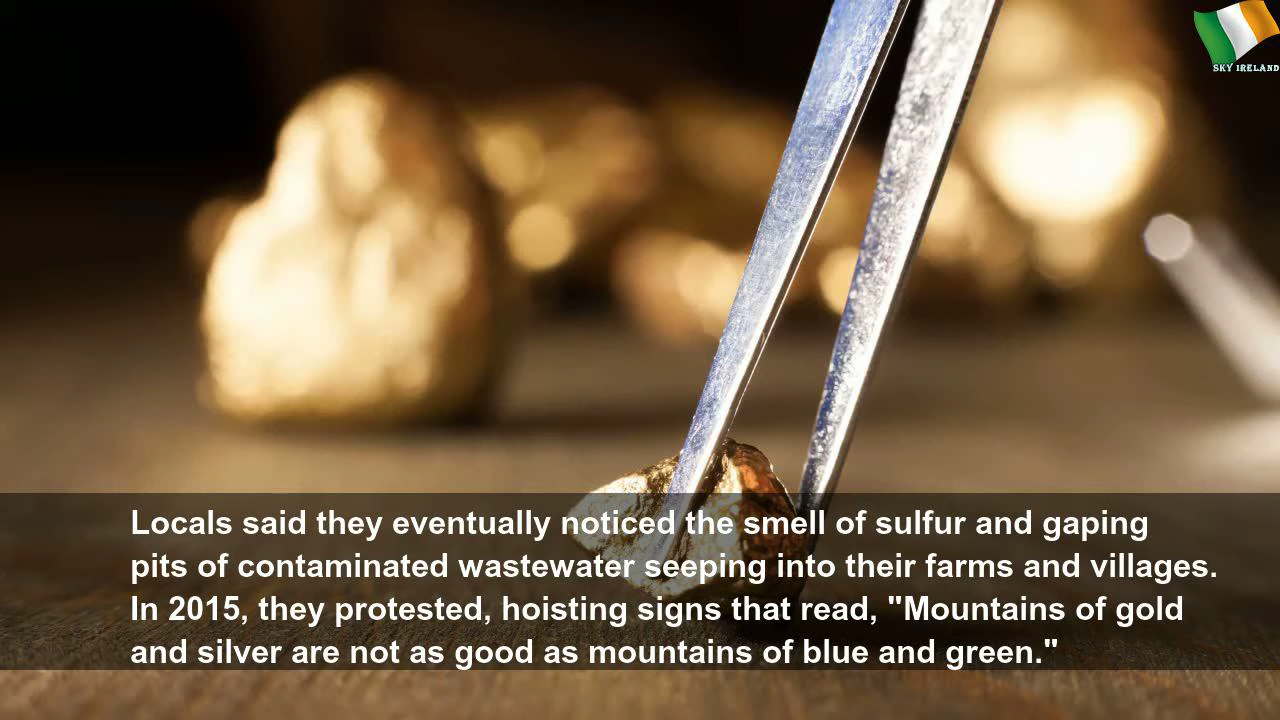 SKY IRELAND
Locals said they eventually noticed the smell of sulfur and gaping
pits of contaminated wastewater seeping into their farms and villages.
In 2015, they protested, hoisting signs that read, "Mountains of gold
and silver are not as good as mountains of blue and green."